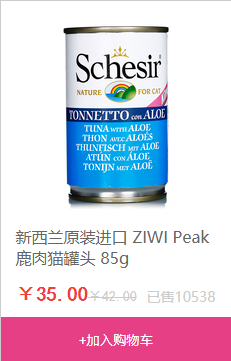 Schesir
NATURE FOR CAT
TONNETTO CON ALOE
TUNA WITH ALOE
THON AVEC ALOÈS
THUNFISCH MIT ALOE
ATÚN CON ALOE
TONIJN MET ALOE
新西兰原装进口 ZIWI Peak
鹿肉猫罐头 85g
￥35.00 ￥42.00 已售10538
+加入购物车